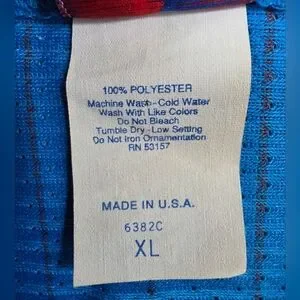 100% POLYESTER
Machine Wash-Cold Water
Wash With Like Colors
Do Not Bleach
Tumble Dry-Low Setting
Do Not Iron Ornamentation
RN 53157
MADE IN U.S.A.
6382C
XL